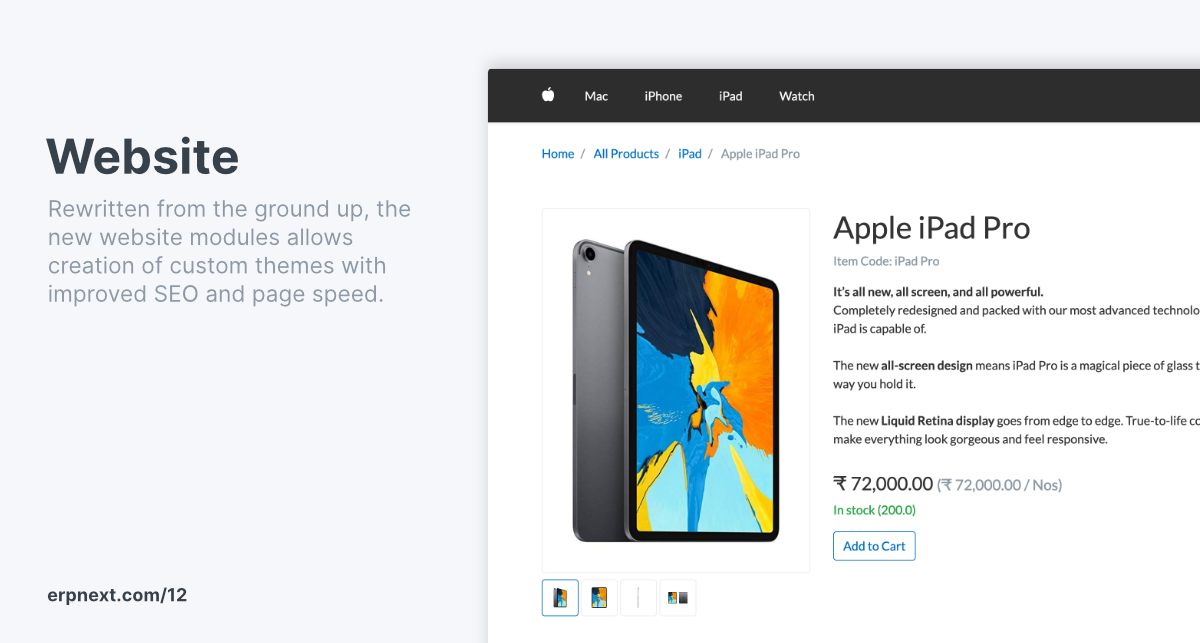 Website
Rewritten from the ground up, the
new website modules allows
creation of custom themes with
improved SEO and page speed.
erpnext.com/12
Mac iPhone iPad Watch
Home / All Products / iPad / Apple iPad Pro
Apple iPad Pro
Item Code: iPad Pro
It's all new, all screen, and all powerful.
Completely redesigned and packed with our most advanced technolo
iPad is capable of.
The new all-screen design means iPad Pro is a magical piece of glass t
way you hold it.
The new Liquid Retina display goes from edge to edge. True-to-life co
make everything look gorgeous and feel responsive.
₹ 72,000.00 (₹ 72,000.00 / Nos)
In stock (200.0)
Add to Cart